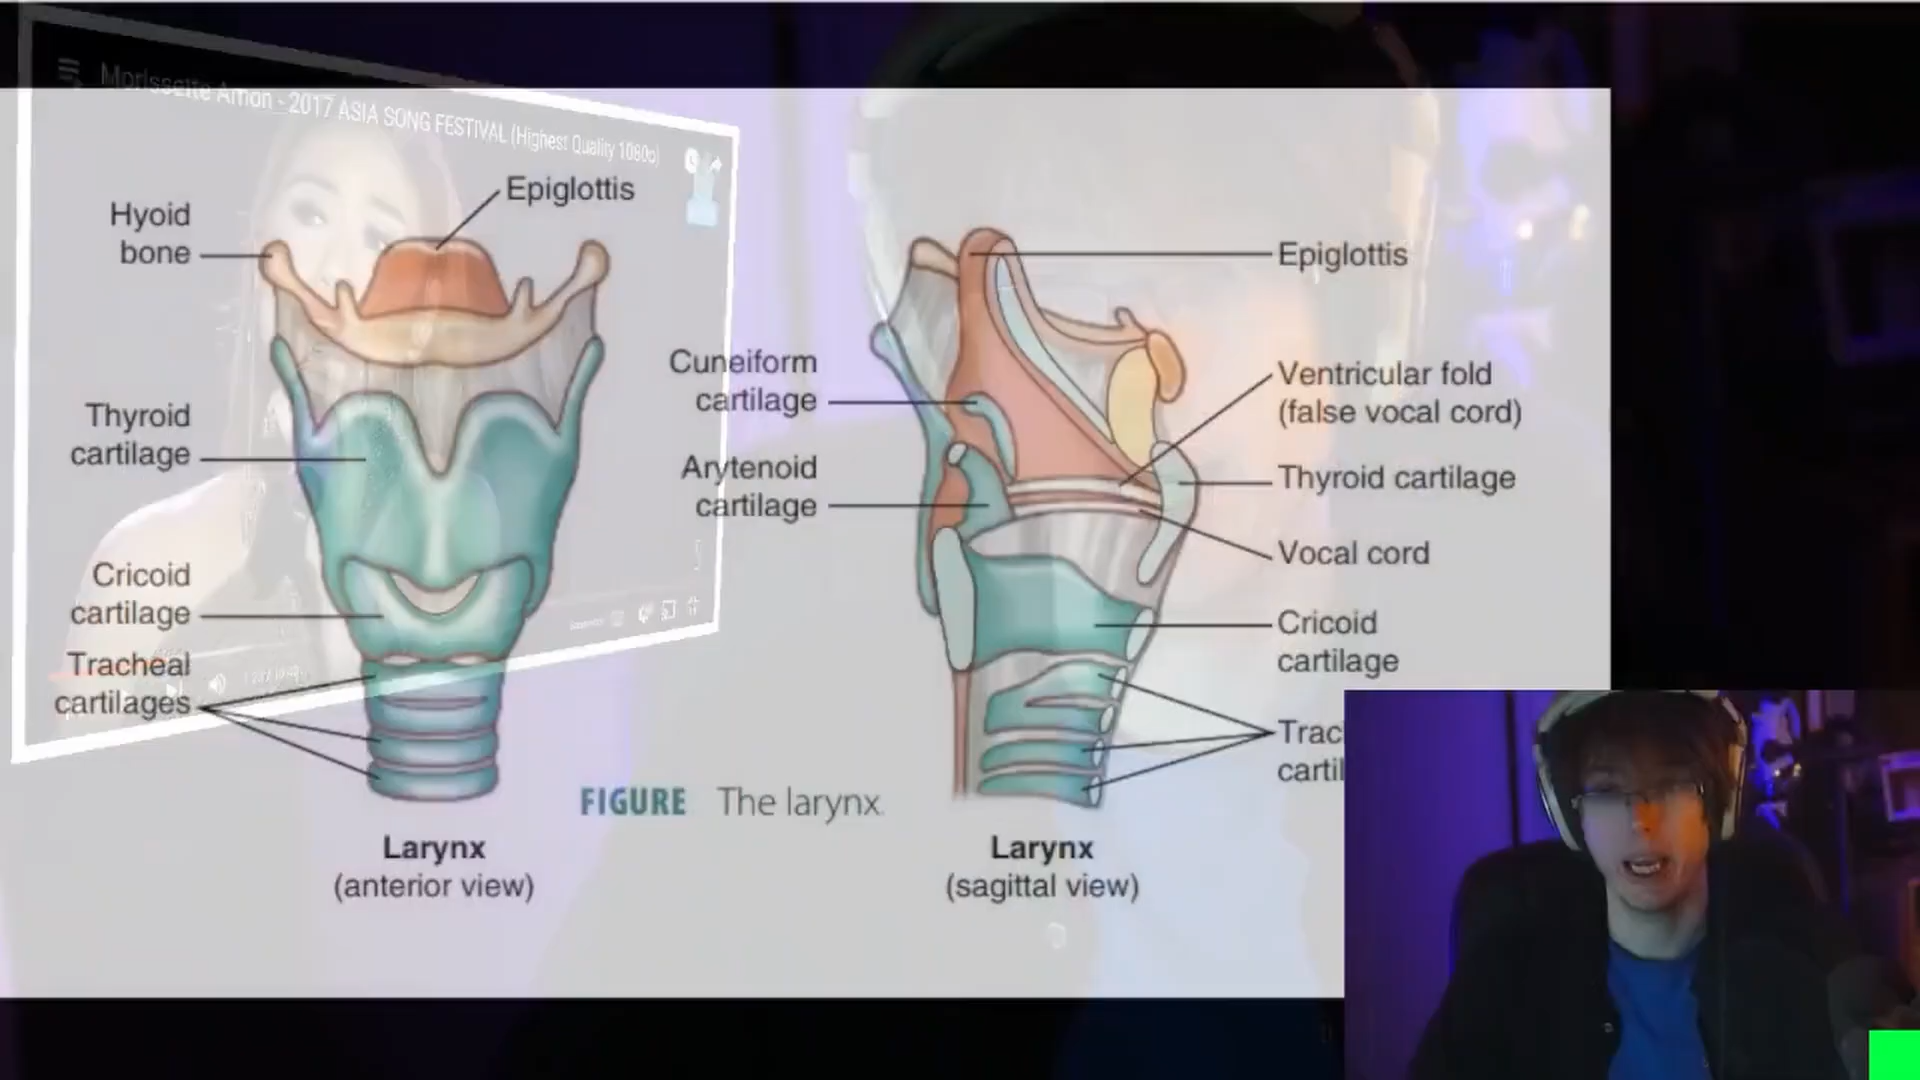 Morissette Amon - 2017 ASIA SONG FESTIVAL (Highest Quality 1080p)
Epiglottis
Hyoid
bone
Thyroid
cartilage
Cricoid
cartilage
Tracheal
cartilages
Larynx
(anterior view)
FIGURE The larynx.
Epiglottis
Cuneiform
cartilage
Arytenoid
cartilage
Ventricular fold
(false vocal cord)
Thyroid cartilage
Vocal cord
Cricoid
cartilage
Trac
cartil
Larynx
(sagittal view)